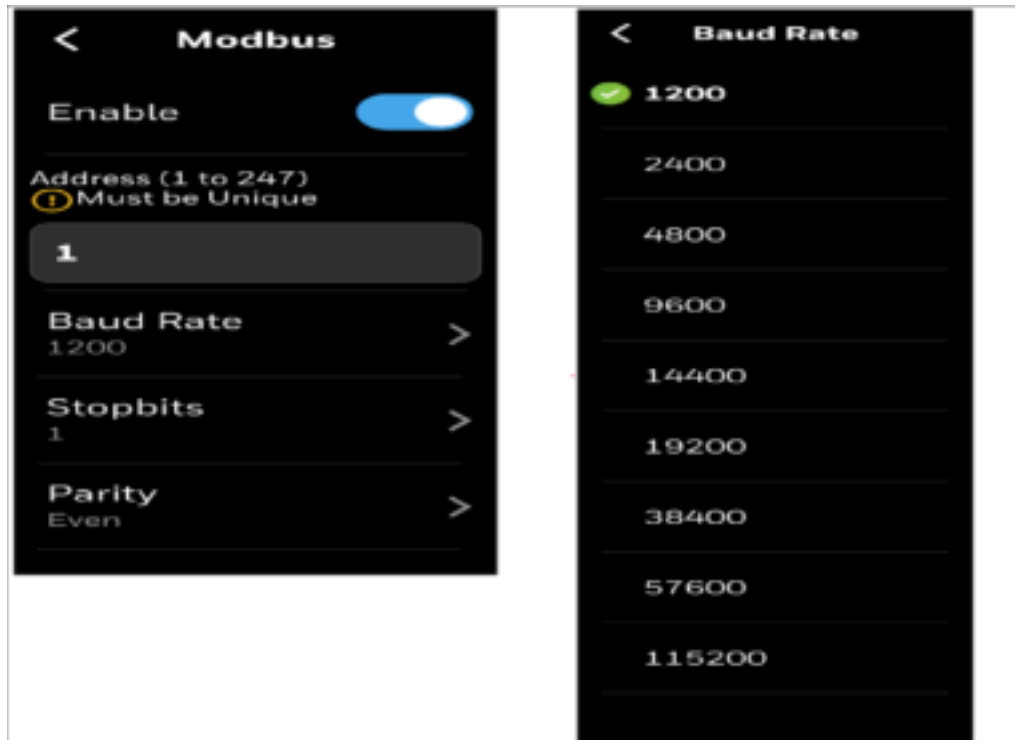 Modbus
Enable
Address (1 to 247)
Must be Unique
1
Baud Rate
1200
Stopbits
1
Parity
Even
Baud Rate
1200
2400
4800
9600
14400
19200
38400
57600
115200